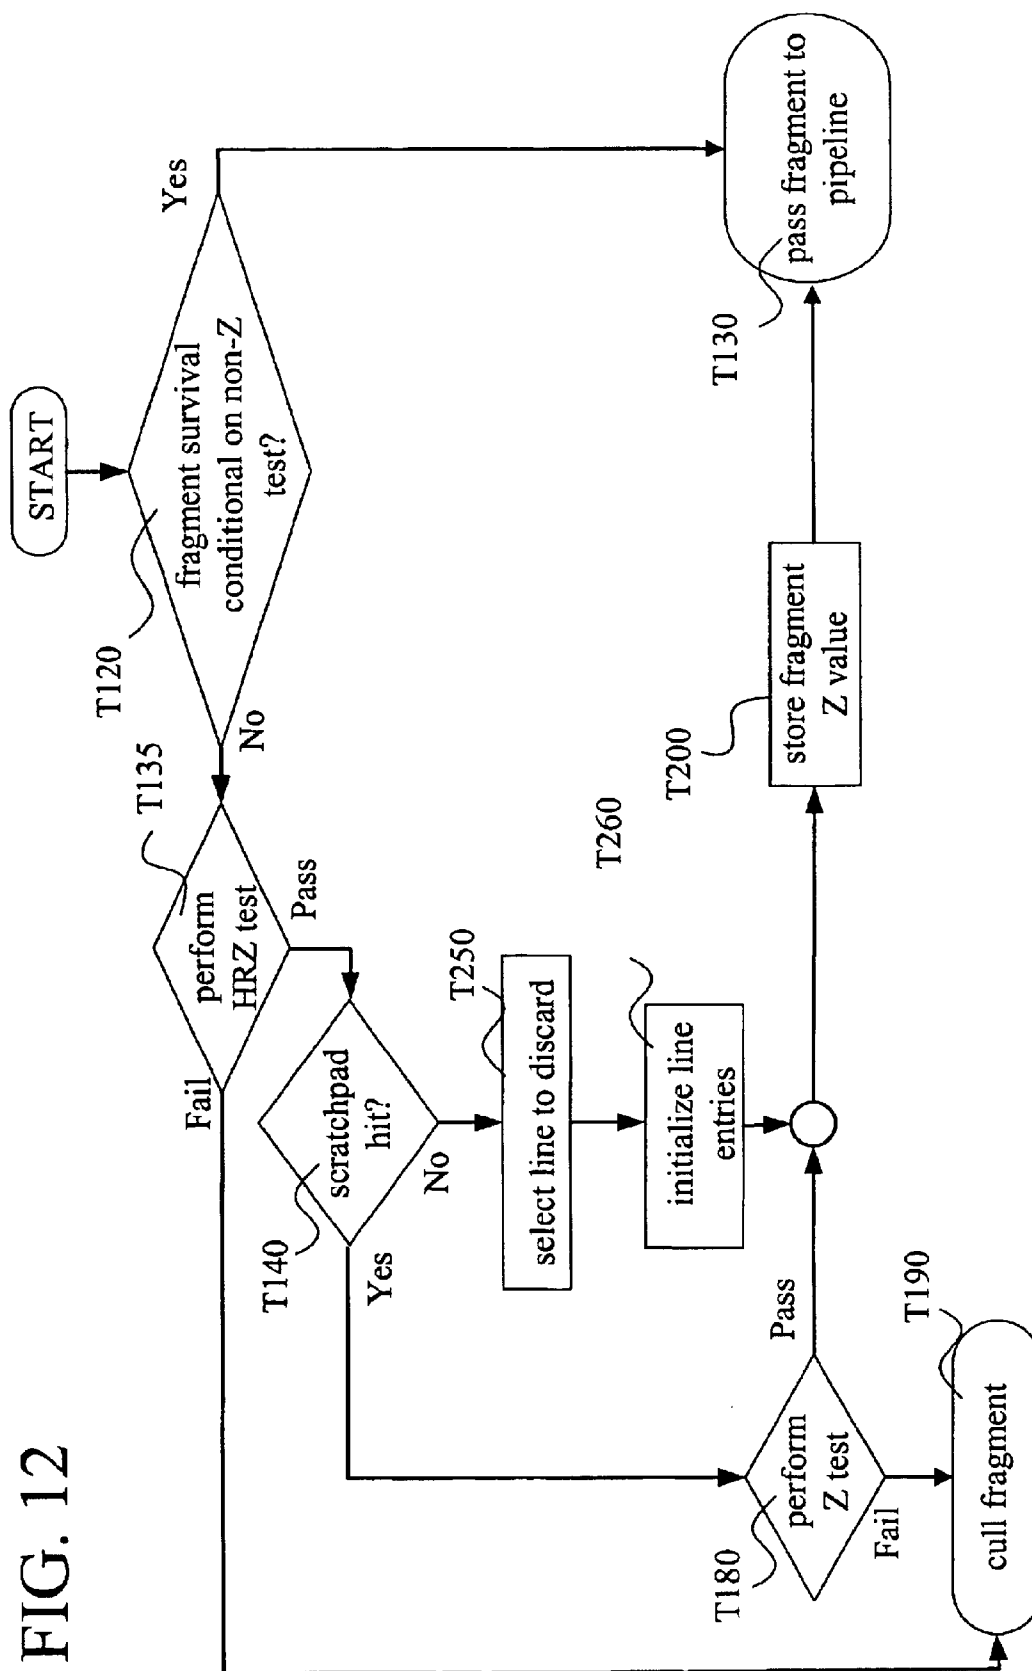 FIG. 12
START
fragment survival
conditional on non-Z
test?
T120
Yes
No
perform
HRZ test
T135
Fail
Pass
scratchpad
hit?
T140
Yes
No
select line to discard
T250
initialize line
entries
T260
perform
Z test
T180
Pass
Fail
store fragment
Z value
T200
pass fragment to
pipeline
T130
cull fragment
T190